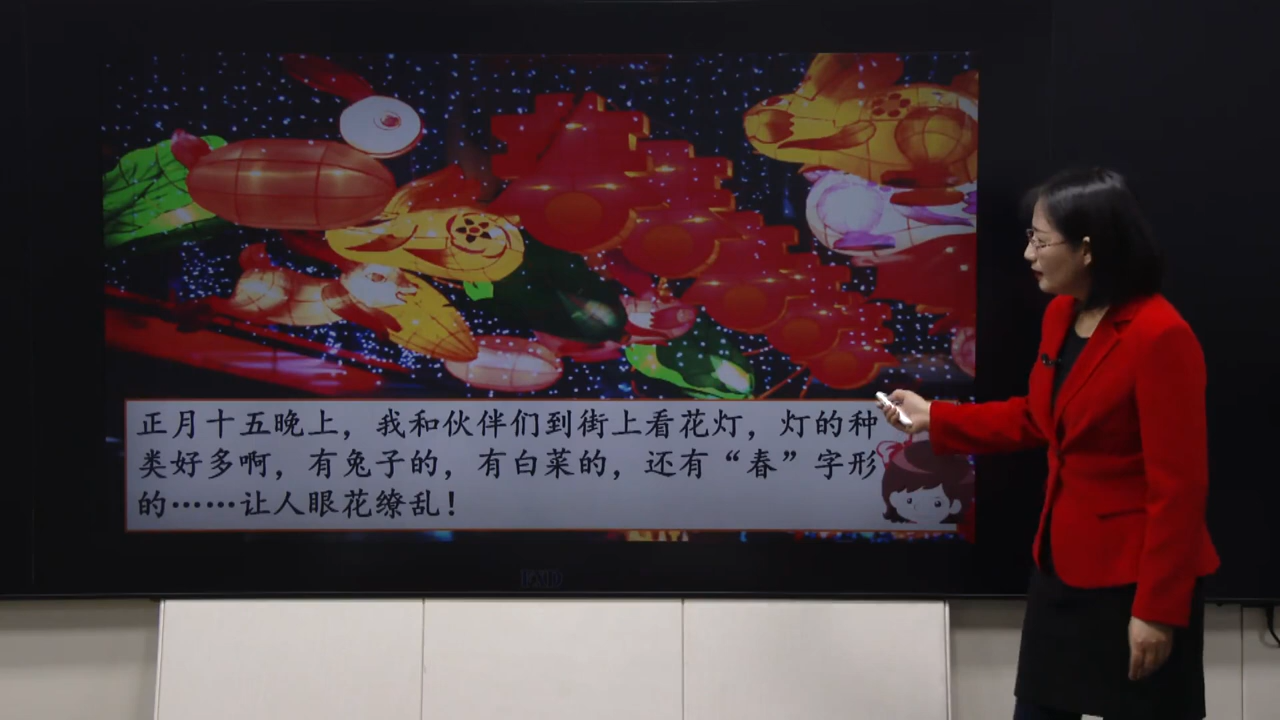 正月十五晚上，我和伙伴们到街上看花灯，灯的种
类好多啊，有兔子的，有白菜的，还有“春”字形
的……让人眼花缭乱！